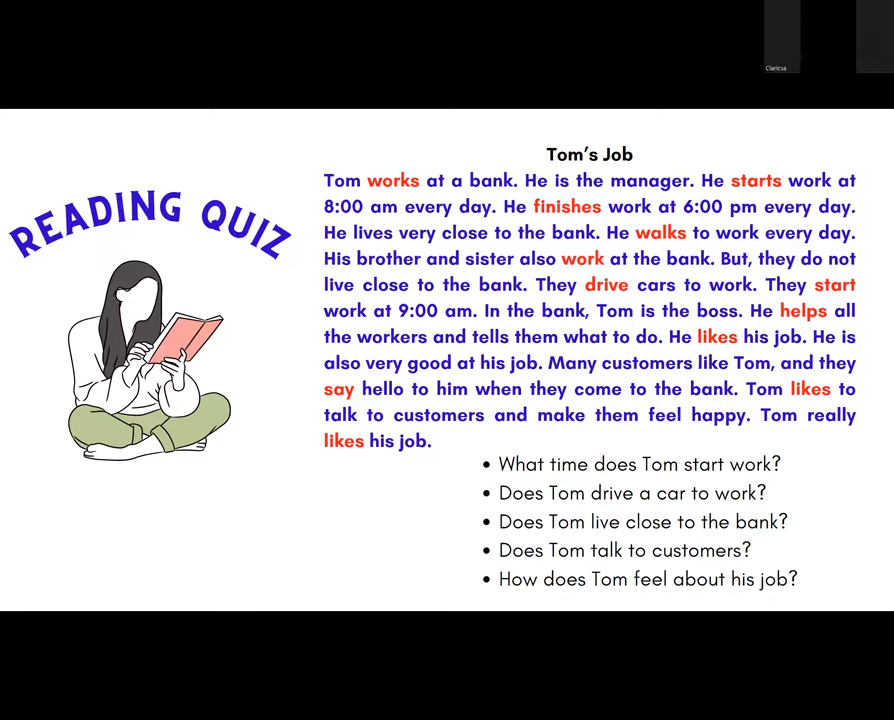 Claricsa
READING QUIZ
Tom's Job
Tom works at a bank. He is the manager. He starts work at
8:00 am every day. He finishes work at 6:00 pm every day.
He lives very close to the bank. He walks to work every day.
His brother and sister also work at the bank. But, they do not
live close to the bank. They drive cars to work. They start
work at 9:00 am. In the bank, Tom is the boss. He helps all
the workers and tells them what to do. He likes his job. He is
also very good at his job. Many customers like Tom, and they
say hello to him when they come to the bank. Tom likes to
talk to customers and make them feel happy. Tom really
likes his job.
• What time does Tom start work?
• Does Tom drive a car to work?
• Does Tom live close to the bank?
• Does Tom talk to customers?
• How does Tom feel about his job?